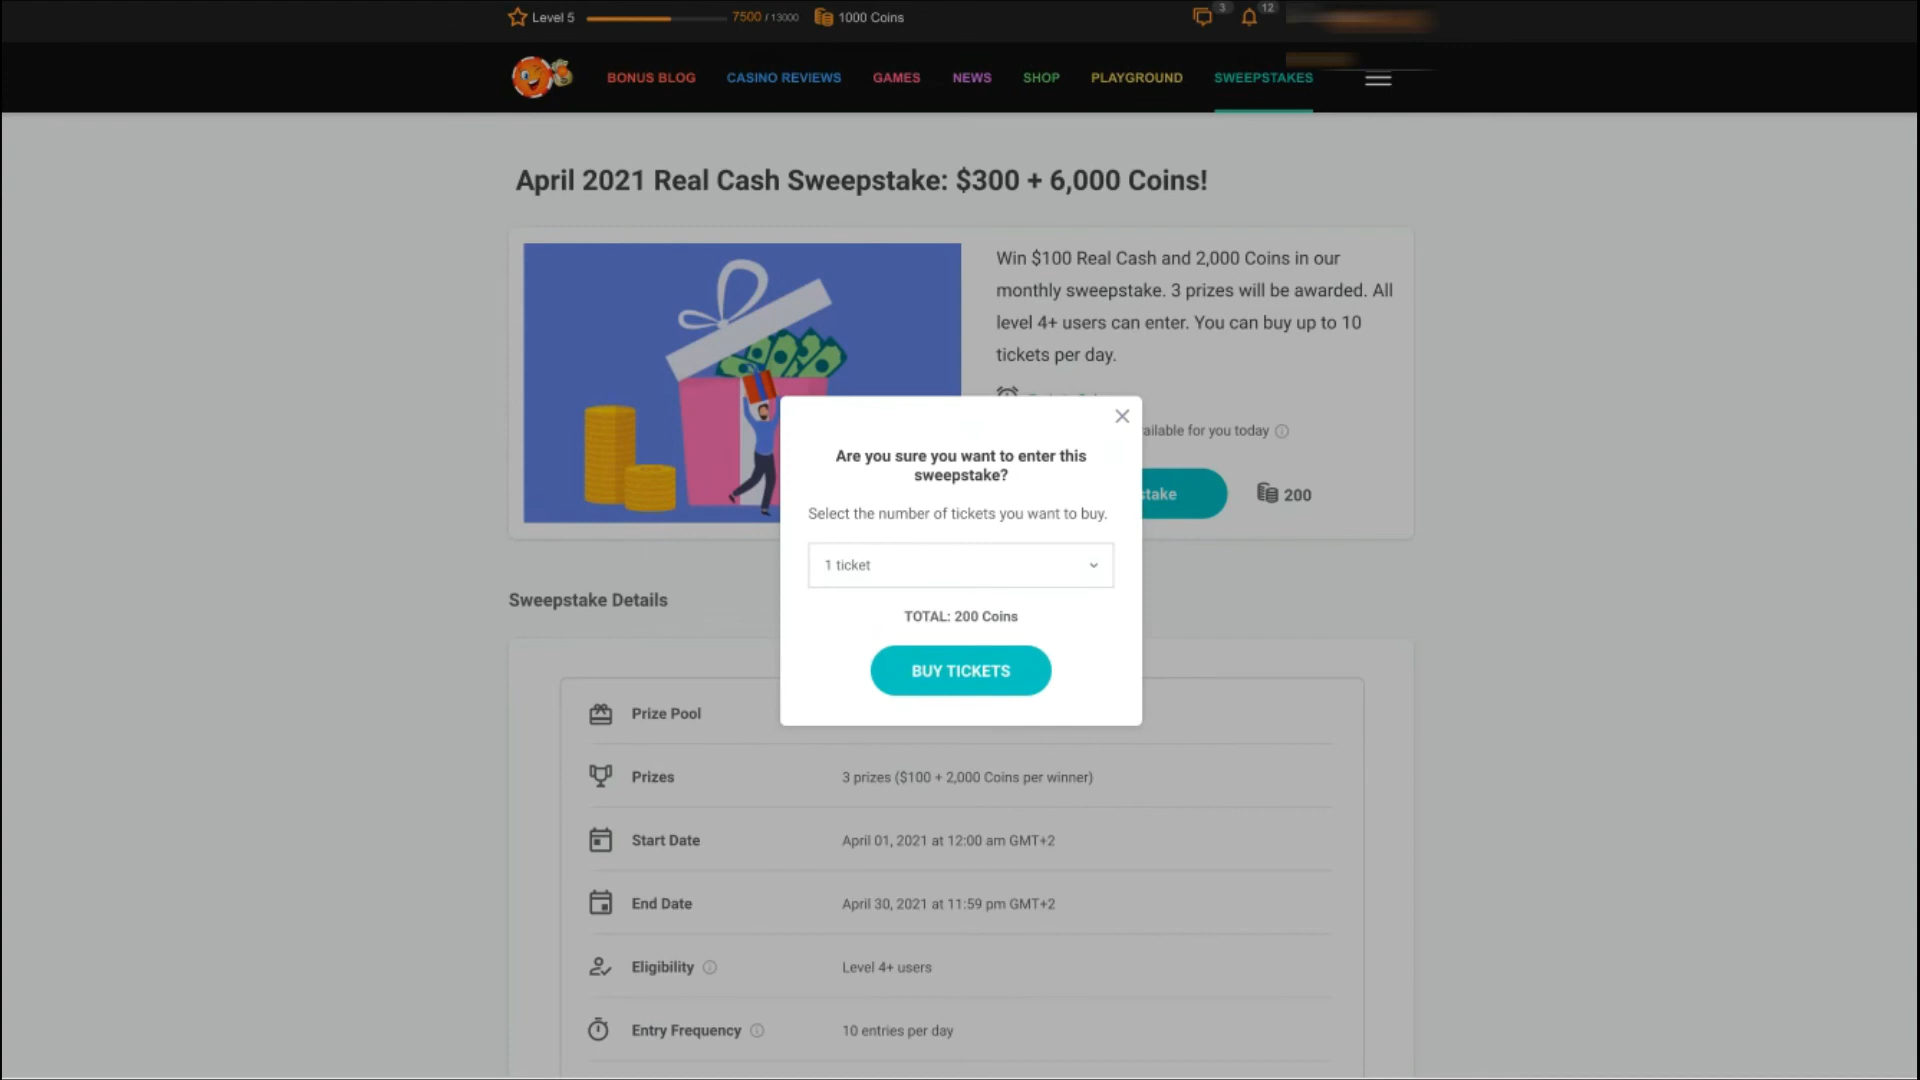 Level 5 7500 / 13000 1000 Coins 3 12
BONUS BLOG CASINO REVIEWS GAMES NEWS SHOP PLAYGROUND SWEEPSTAKES
April 2021 Real Cash Sweepstake: $300 + 6,000 Coins!
Win $100 Real Cash and 2,000 Coins in our
monthly sweepstake. 3 prizes will be awarded. All
level 4+ users can enter. You can buy up to 10
tickets per day.
for you today
200
Are you sure you want to enter this
sweepstake?
Select the number of tickets you want to buy.
1 ticket
TOTAL: 200 Coins
BUY TICKETS
Sweepstake Details
Prize Pool
Prizes 3 prizes ($100 + 2,000 Coins per winner)
Start Date April 01, 2021 at 12:00 am GMT+2
End Date April 30, 2021 at 11:59 pm GMT+2
Eligibility Level 4+ users
Entry Frequency 10 entries per day